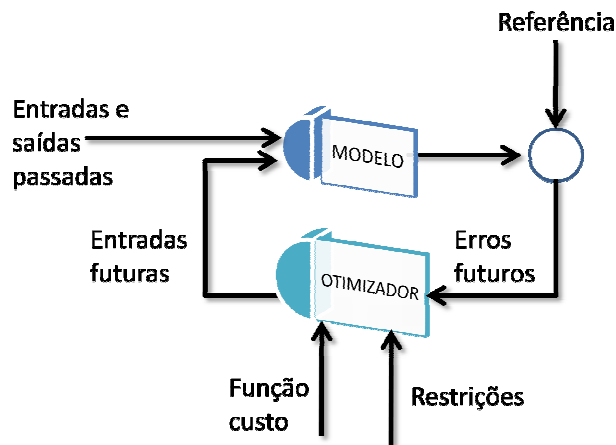 Referência
Entradas e
saídas
passadas
MODELO
Entradas
futuras
Erros
futuros
OTIMIZADOR
Função
custo
Restrições